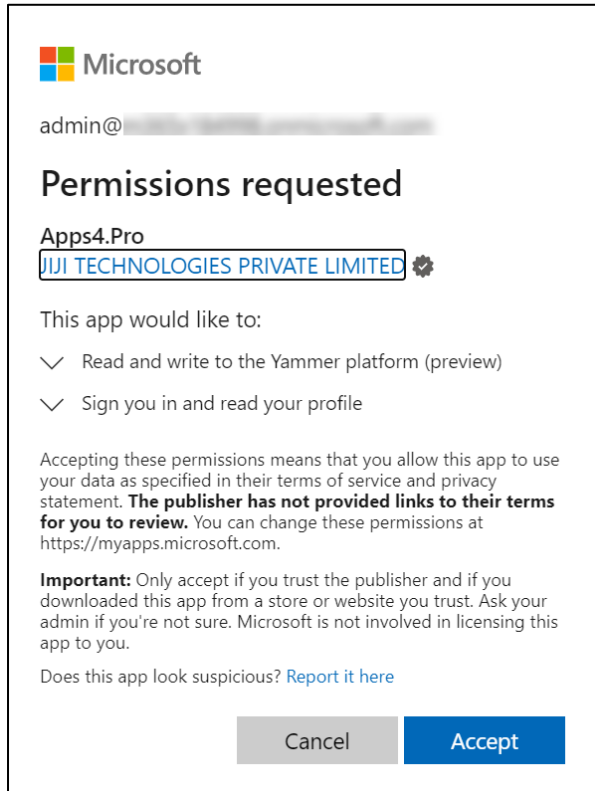 Microsoft
admin@
Permissions requested
Apps4.Pro
JIJI TECHNOLOGIES PRIVATE LIMITED
This app would like to:
Read and write to the Yammer platform (preview)
Sign you in and read your profile
Accepting these permissions means that you allow this app to use
your data as specified in their terms of service and privacy
statement. The publisher has not provided links to their terms
for you to review. You can change these permissions at
https://myapps.microsoft.com.
Important: Only accept if you trust the publisher and if you
downloaded this app from a store or website you trust. Ask your
admin if you're not sure. Microsoft is not involved in licensing this
app to you.
Does this app look suspicious? Report it here
Cancel
Accept